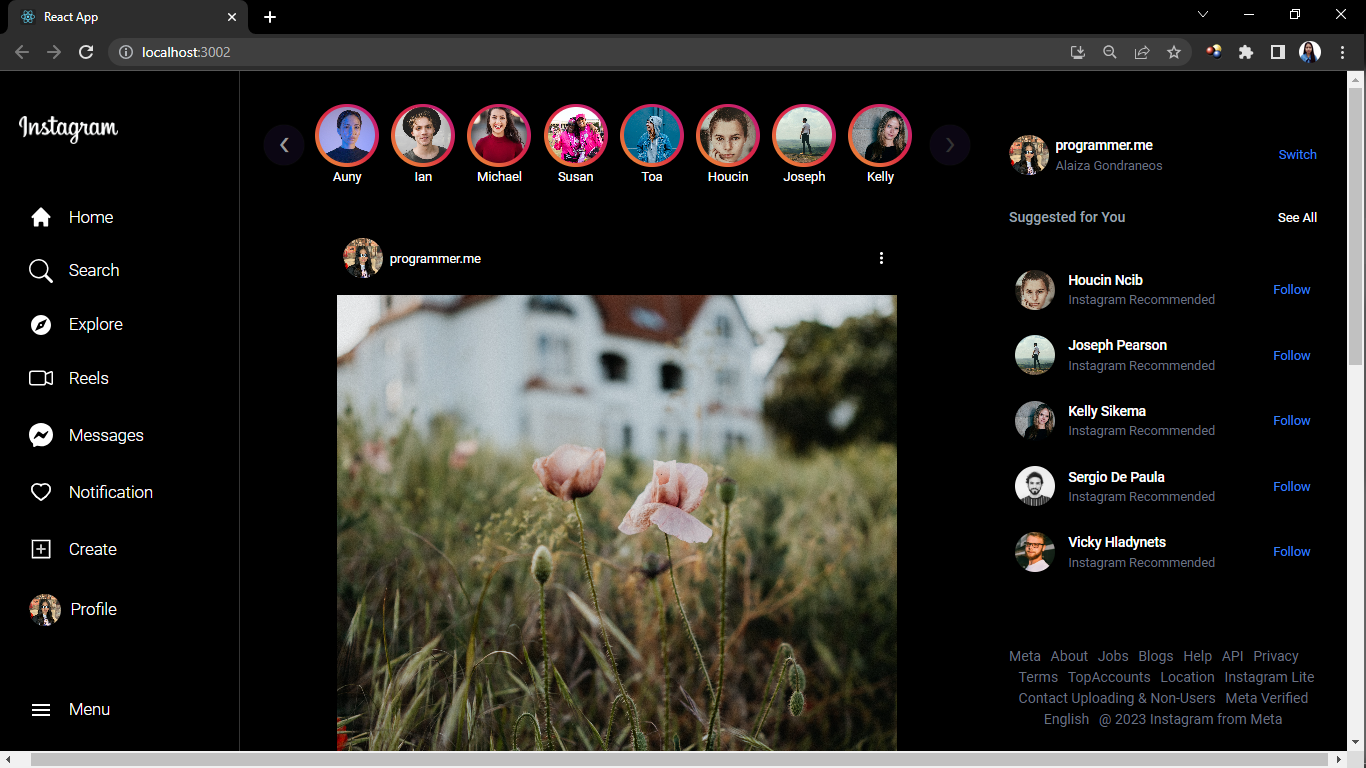 React App
localhost:3002
Instagram
Home
Search
Explore
Reels
Messages
Notification
Create
Profile
Menu
Auny Ian Michael Susan Toa Houcin Joseph Kelly
programmer.me
programmer.me
Alaiza Gondraneos
Switch
Suggested for You See All
Houcin Ncib
Instagram Recommended
Follow
Joseph Pearson
Instagram Recommended
Follow
Kelly Sikema
Instagram Recommended
Follow
Sergio De Paula
Instagram Recommended
Follow
Vicky Hladynets
Instagram Recommended
Follow
Meta About Jobs Blogs Help API Privacy
Terms TopAccounts Location Instagram Lite
Contact Uploading & Non-Users Meta Verified
English @ 2023 Instagram from Meta